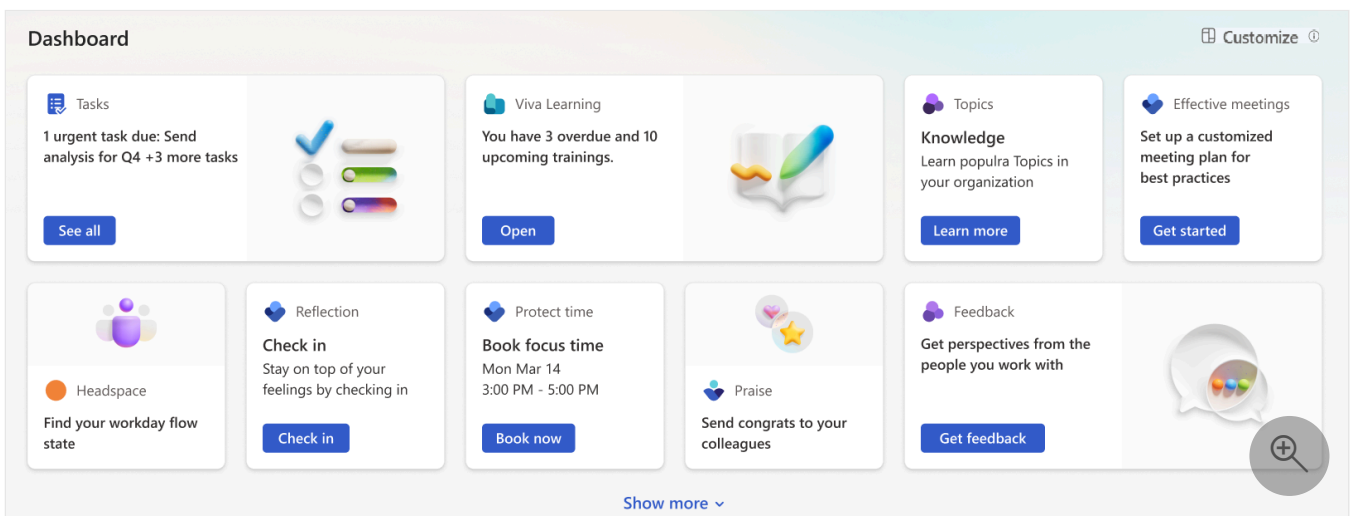 Dashboard
Customize
Tasks
1 urgent task due: Send
analysis for Q4 +3 more tasks
See all
Viva Learning
You have 3 overdue and 10
upcoming trainings.
Open
Topics
Knowledge
Learn populra Topics in
your organization
Learn more
Effective meetings
Set up a customized
meeting plan for
best practices
Get started
Headspace
Find your workday flow
state
Reflection
Check in
Stay on top of your
feelings by checking in
Check in
Protect time
Book focus time
Mon Mar 14
3:00 PM - 5:00 PM
Book now
Praise
Send congrats to your
colleagues
Feedback
Get perspectives from the
people you work with
Get feedback
Show more